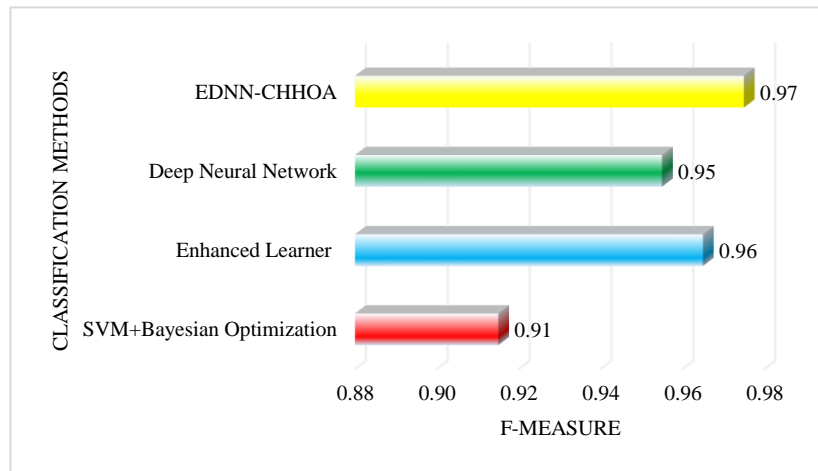 CLASSIFICATION METHODS
EDNN-CHHOA
0.97
Deep Neural Network
0.95
Enhanced Learner
0.96
SVM+Bayesian Optimization
0.91
0.88 0.90 0.92 0.94 0.96 0.98
F-MEASURE